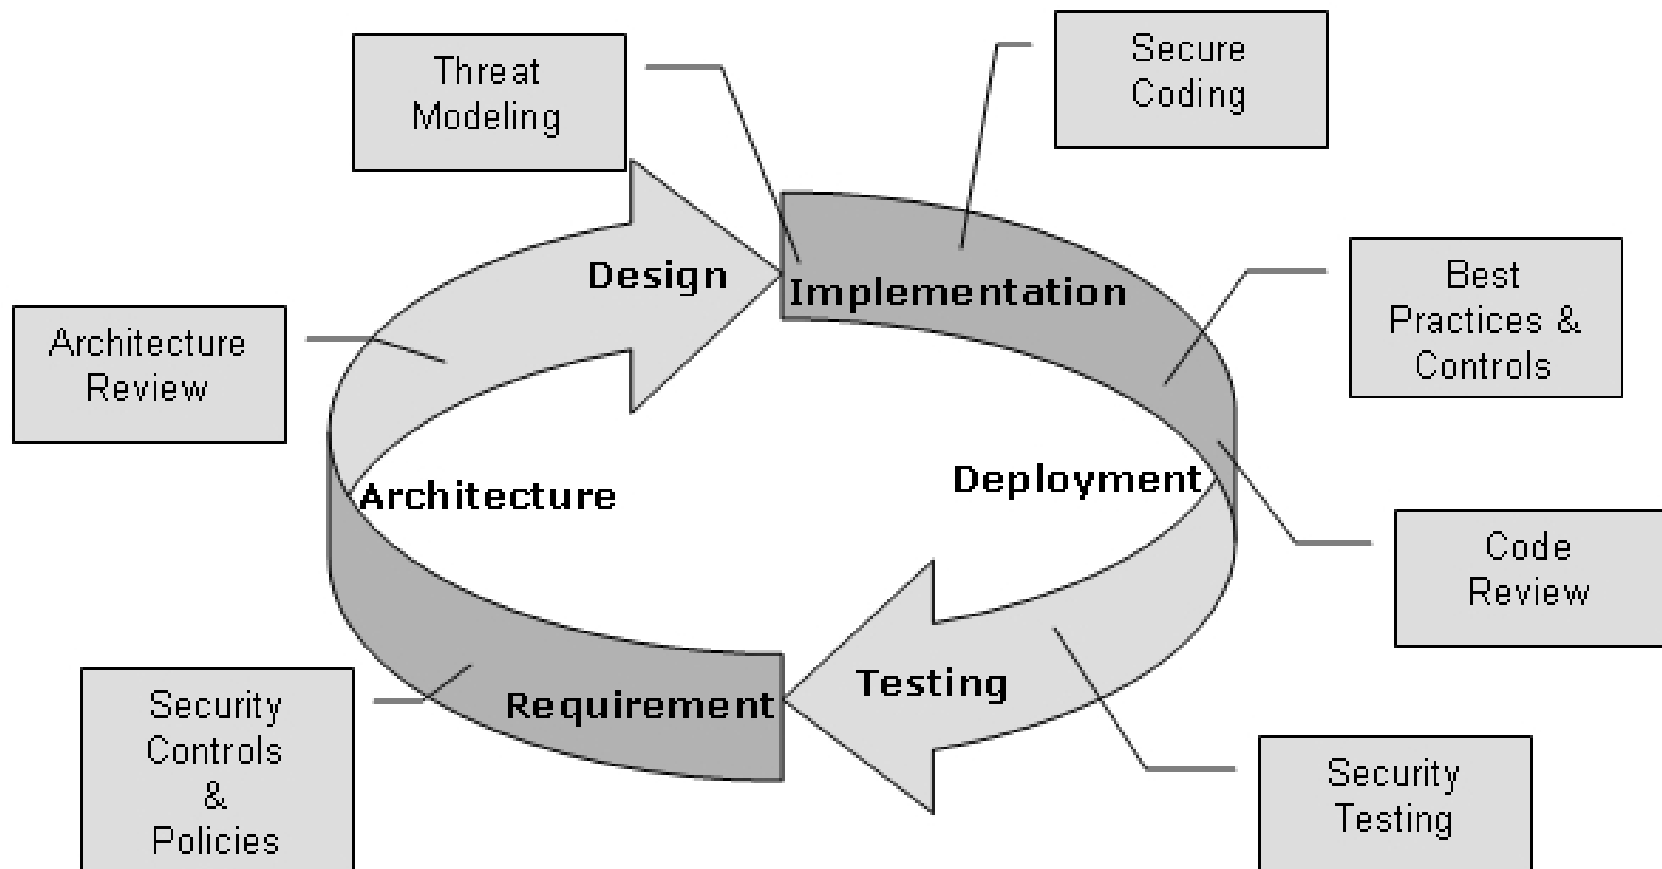 Threat
Modeling
Secure
Coding
Design
Implementation
Best
Practices &
Controls
Architecture
Review
Architecture
Deployment
Code
Review
Security
Controls
&
Policies
Requirement
Testing
Security
Testing